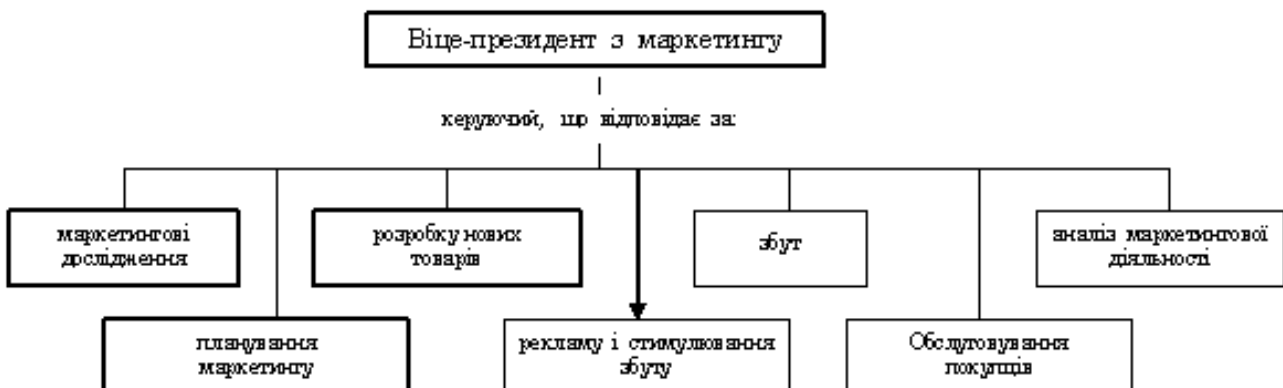 Віце-президент з маркетингу
керуючий, що відповідає за:
маркетингові
дослідження
розробку нових
товарів
збут
аналіз маркетингової
діяльності
планування
маркетингу
рекламу і стимулювання
збуту
Обслуговування
покупців